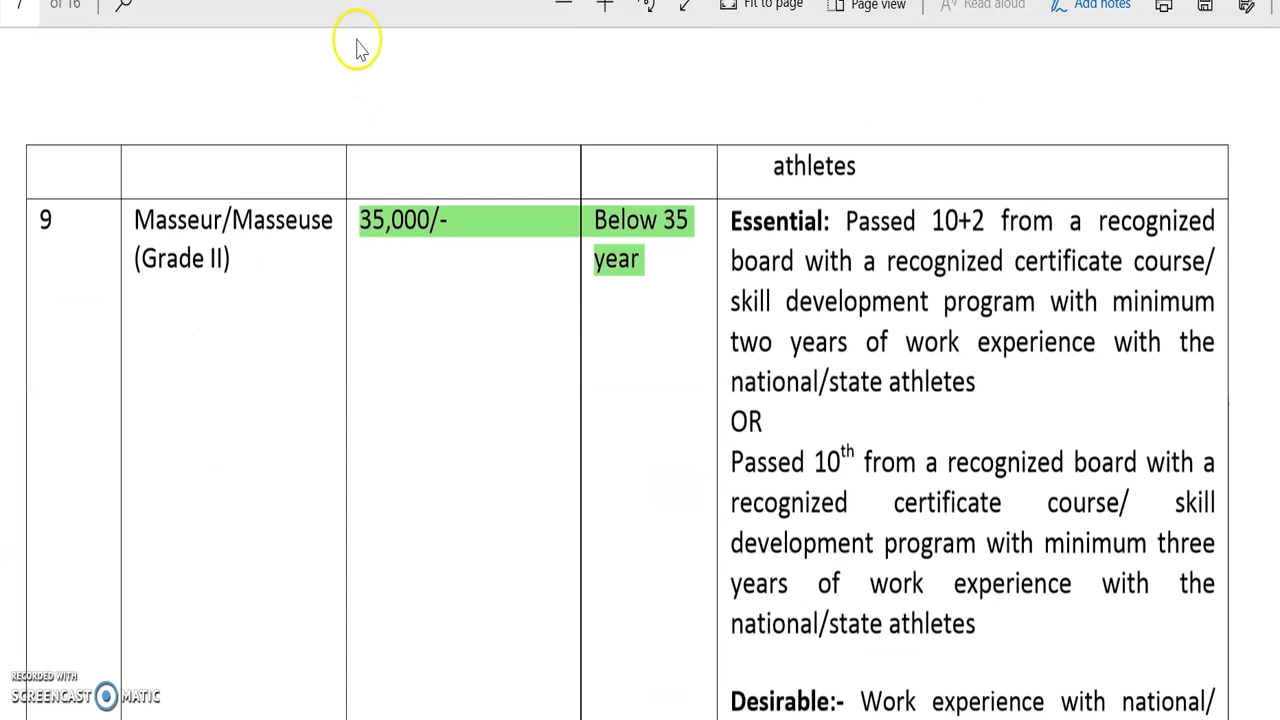 7 of 16 Fit to page Page view Read aloud Add notes
athletes
9 Masseur/Masseuse 35,000/- Below 35 Essential: Passed 10+2 from a recognized
(Grade II) year board with a recognized certificate course/
skill development program with minimum
two years of work experience with the
national/state athletes
OR
Passed 10th from a recognized board with a
recognized certificate course/ skill
development program with minimum three
years of work experience with the
national/state athletes
Desirable:- Work experience with national/
RECORDED WITH
SCREENCAST MATIC